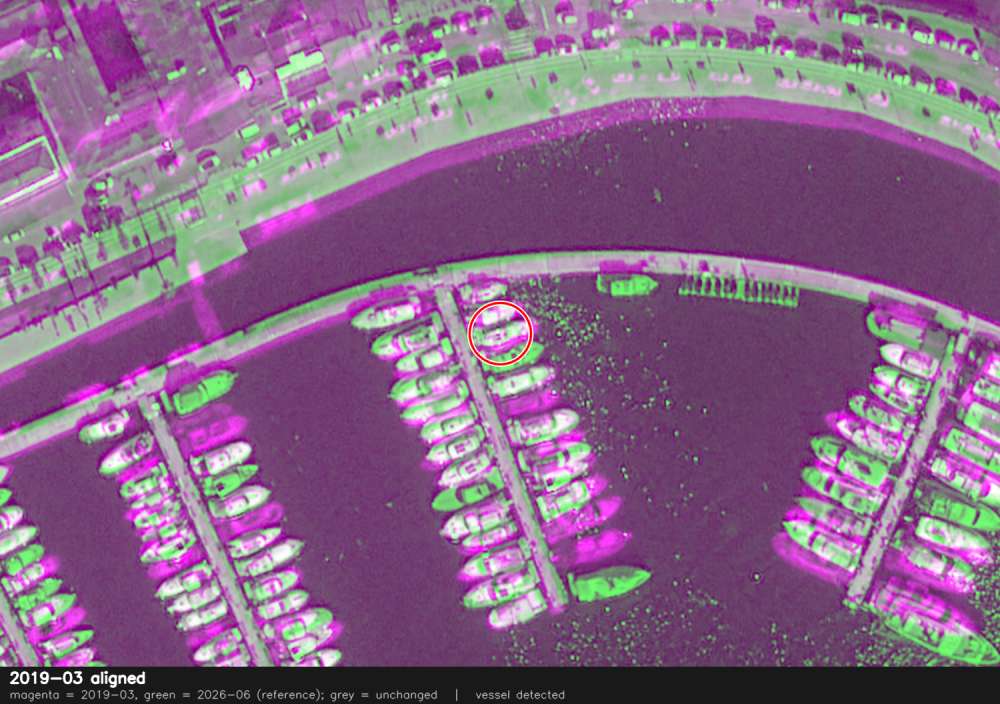 2019-03 aligned
magenta = 2019-03, green = 2026-06 (reference); grey = unchanged | vessel detected